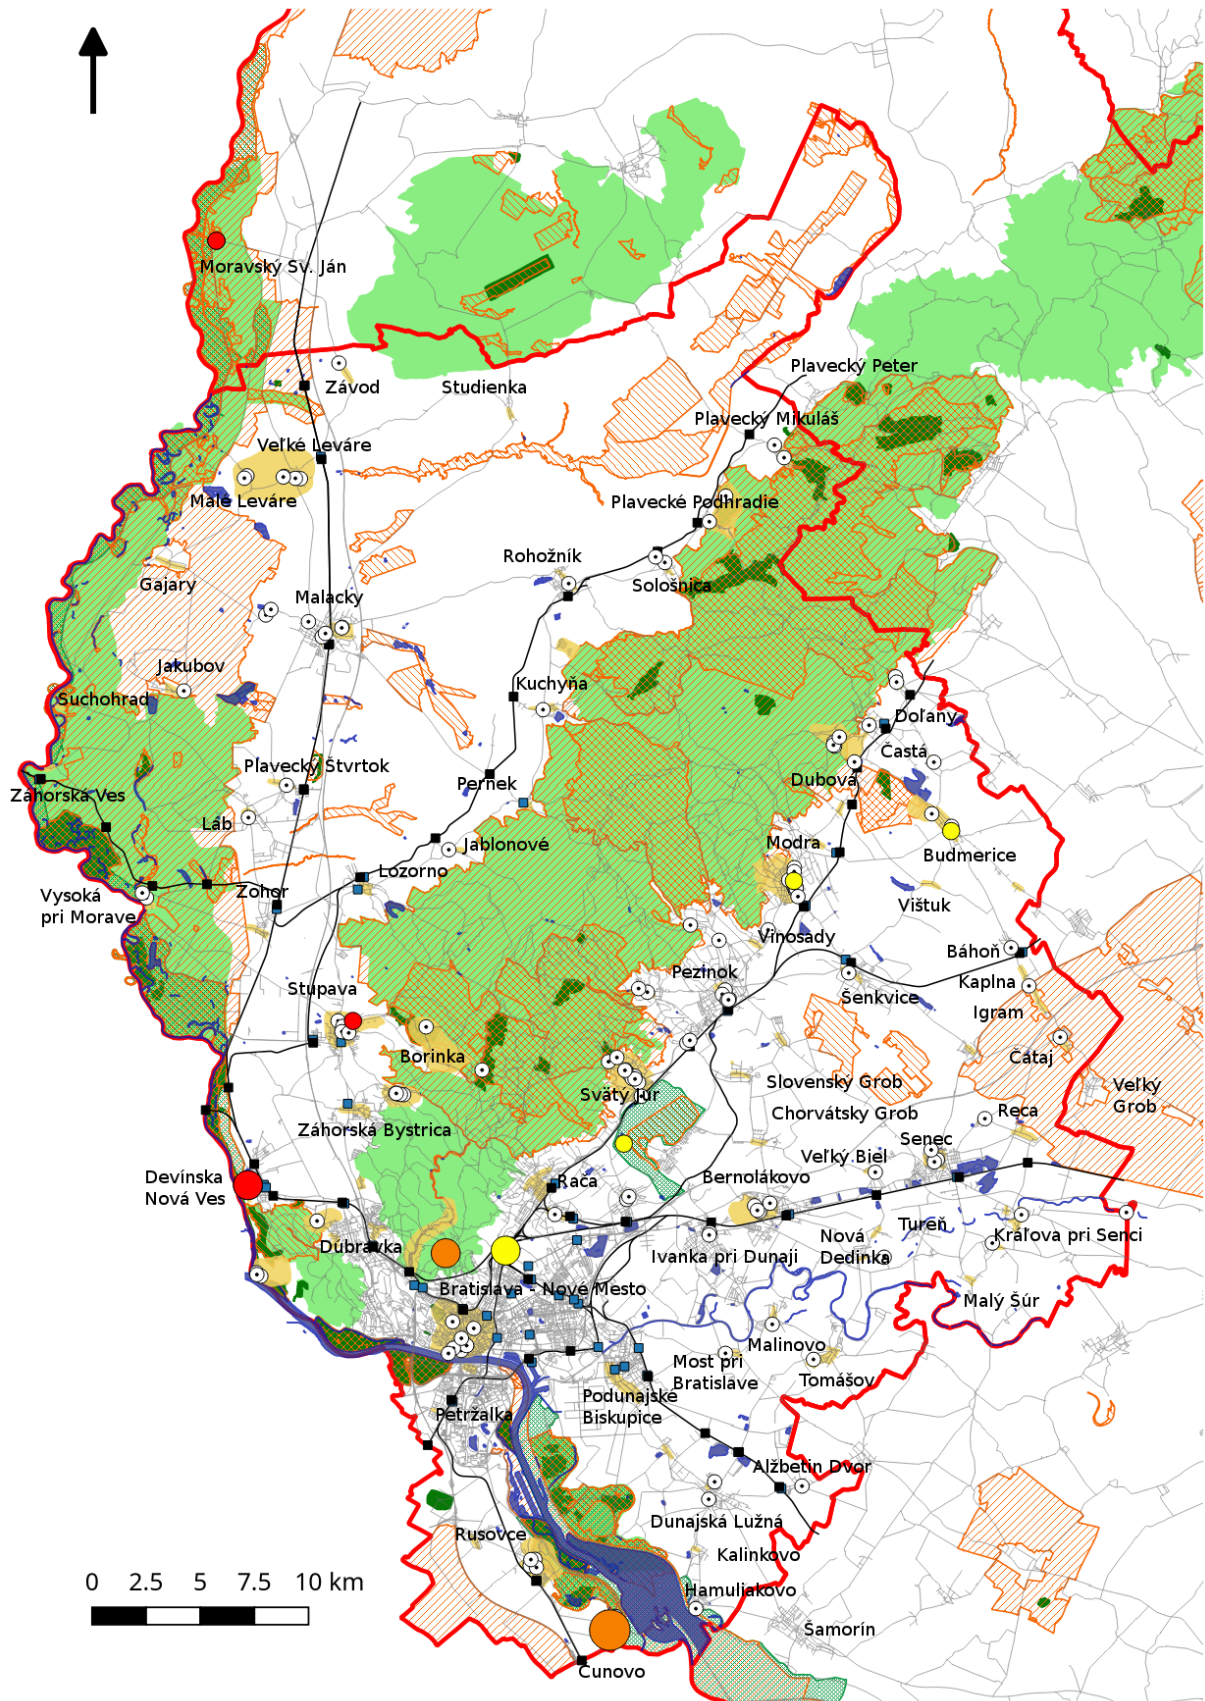 Moravský Sv. Ján
Plavecký Peter
Závod
Studienka
Plavecký Mikuláš
Veľké Leváre
Malé Leváre
Plavecké Podhradie
Rohožník
Sološnica
Gajary
Malacky
Jakubov
Suchohrad
Kuchyňa
Doľany
Častá
Plavecký Štvrtok
Pernek
Dubová
Záhorská Ves
Láb
Jablonové
Modra
Budmerice
Lozorno
Vysoká
pri Morave
Zohor
Vištuk
Vinosady
Báhoň
Pezinok
Kaplna
Stupava
Šenkvice
Igram
Borinka
Čataj
Svätý Jur
Slovenský Grob
Veľký
Grob
Chorvátsky Grob
Reca
Záhorská Bystrica
Senec
Veľký Biel
Devínska
Nová Ves
Rača
Bernolákovo
Tureň
Kráľova pri Senci
Nová
Dedinka
Dúbravka
Ivanka pri Dunaji
Bratislava - Nové Mesto
Malý Šúr
Malinovo
Most pri
Bratislave
Tomášov
Podunajské
Biskupice
Petržalka
Alžbetin Dvor
Dunajská Lužná
Rusovce
Kalinkovo
0 2.5 5 7.5 10 km
Hamuliakovo
Šamorín
Čunovo